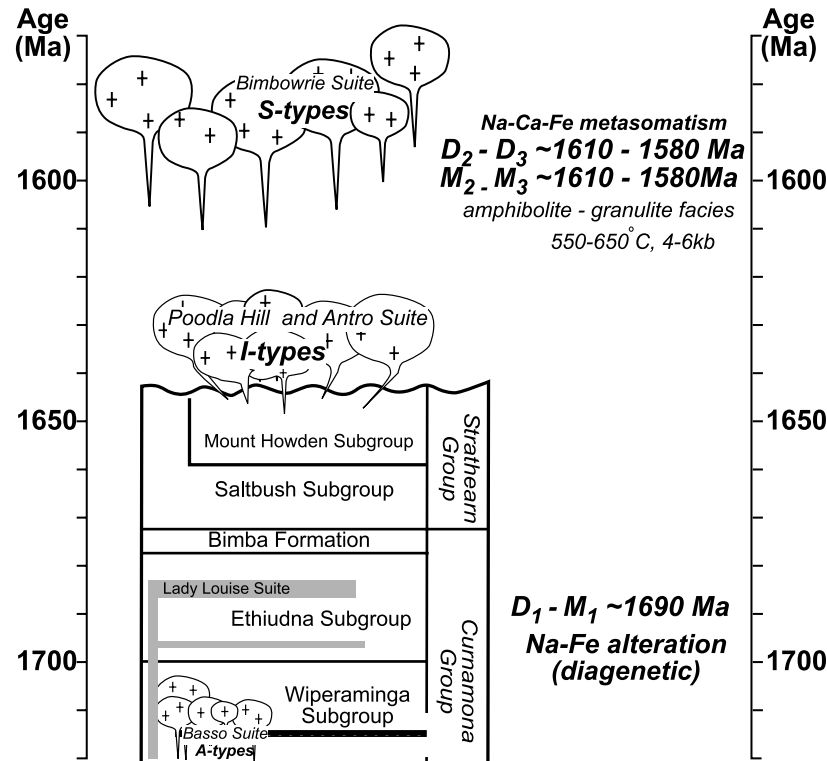 Age
(Ma)
Age
(Ma)
Bimbowrie Suite
S-types
Na-Ca-Fe metasomatism
D2 - D3 ~1610 - 1580 Ma
M2 - M3 ~1610 - 1580Ma
amphibolite - granulite facies
550-650°C, 4-6kb
1600
1600
Poodla Hill and Antro Suite
I-types
1650
1650
Mount Howden Subgroup
Saltbush Subgroup
Strathearn
Group
Bimba Formation
Lady Louise Suite
Ethiudna Subgroup
D1 - M1 ~1690 Ma
Na-Fe alteration
(diagenetic)
1700
1700
Curnamona
Group
Wiperaminga
Subgroup
Basso Suite
A-types